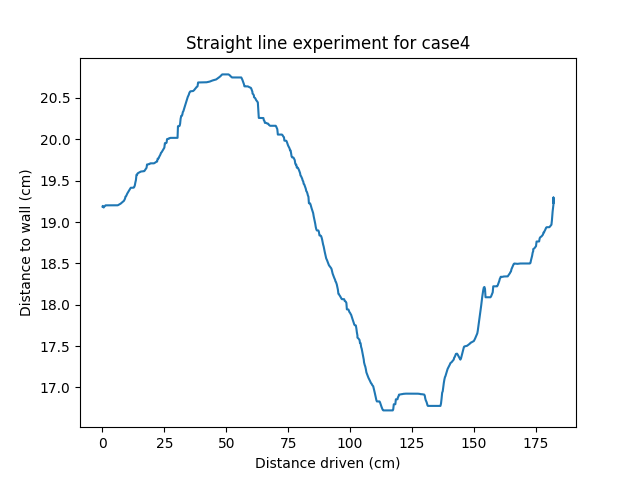 Straight line experiment for case4
20.5
20.0
19.5
19.0
18.5
18.0
17.5
17.0
Distance to wall (cm)
0 25 50 75 100 125 150 175
Distance driven (cm)